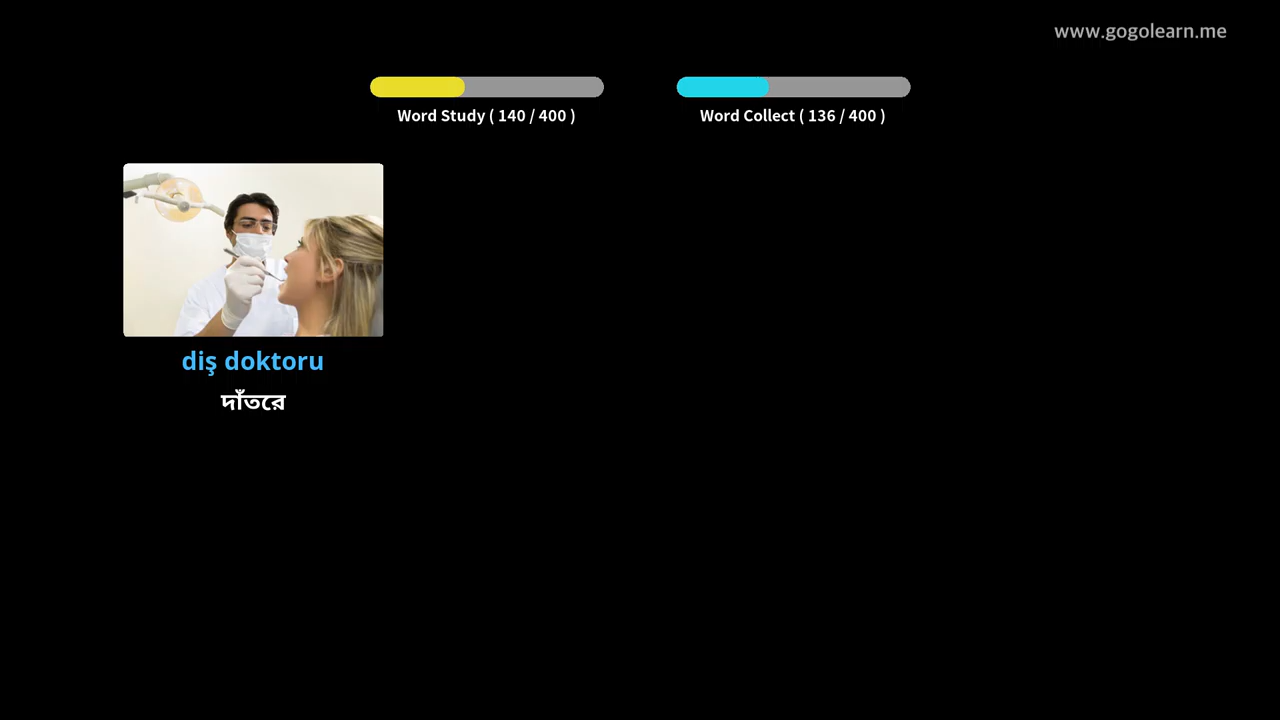 www.gogolearn.me
Word Study ( 140 / 400 )
Word Collect ( 136 / 400 )
diş doktoru
দাঁতরে